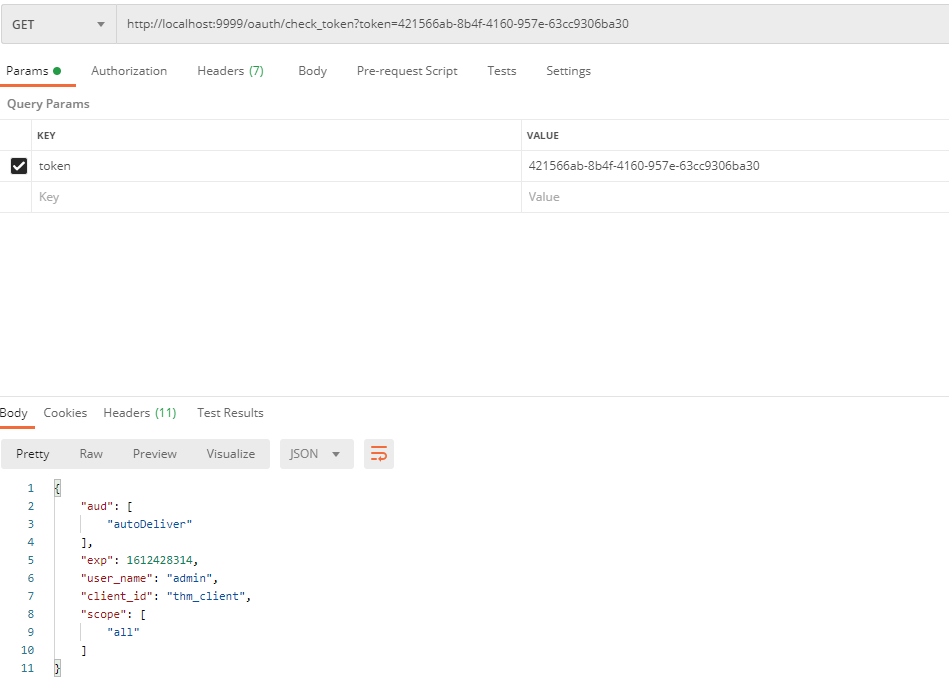 GET http://localhost:9999/oauth/check_token?token=421566ab-8b4f-4160-957e-63cc9306ba30
Params Authorization Headers (7) Body Pre-request Script Tests Settings
Query Params
KEY VALUE
token 421566ab-8b4f-4160-957e-63cc9306ba30
Key Value
Body Cookies Headers (11) Test Results
Pretty Raw Preview Visualize JSON
1 {
2 "aud": [
3 "autoDeliver"
4 ],
5 "exp": 1612428314,
6 "user_name": "admin",
7 "client_id": "thm_client",
8 "scope": [
9 "all"
10 ]
11 }